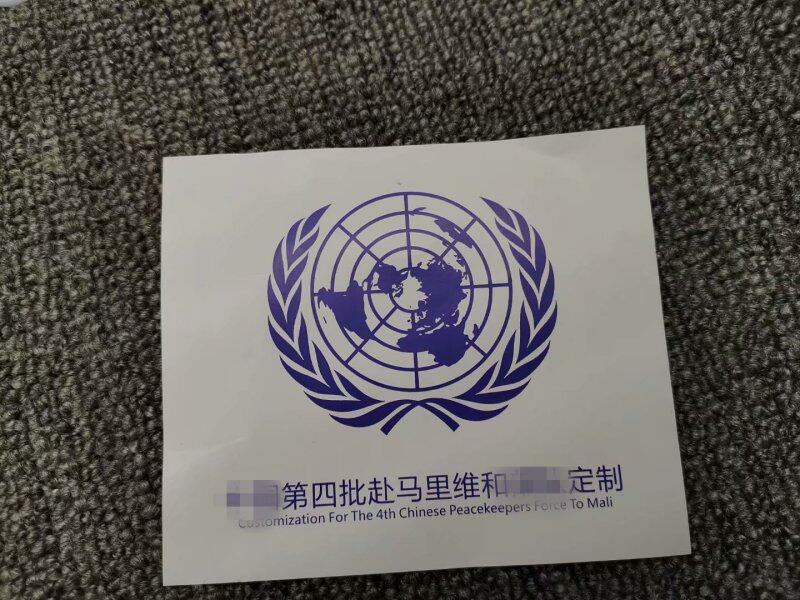 第四批赴马里维和定制
Customization For The 4th Chinese Peacekeepers Force To Mali